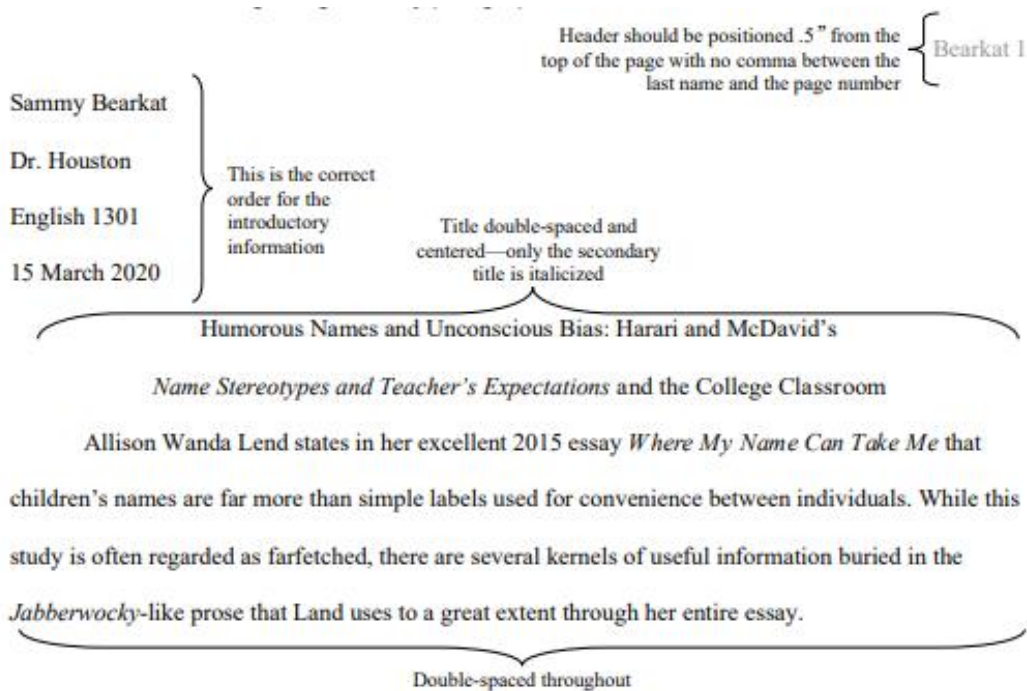 Header should be positioned .5” from the
top of the page with no comma between the
last name and the page number
Bearkat 1
Sammy Bearkat
Dr. Houston
English 1301
15 March 2020
This is the correct
order for the
introductory
information
Title double-spaced and
centered—only the secondary
title is italicized
Humorous Names and Unconscious Bias: Harari and McDavid’s
Name Stereotypes and Teacher’s Expectations and the College Classroom
Allison Wanda Lend states in her excellent 2015 essay Where My Name Can Take Me that
children’s names are far more than simple labels used for convenience between individuals. While this
study is often regarded as farfetched, there are several kernels of useful information buried in the
Jabberwocky-like prose that Land uses to a great extent through her entire essay.
Double-spaced throughout